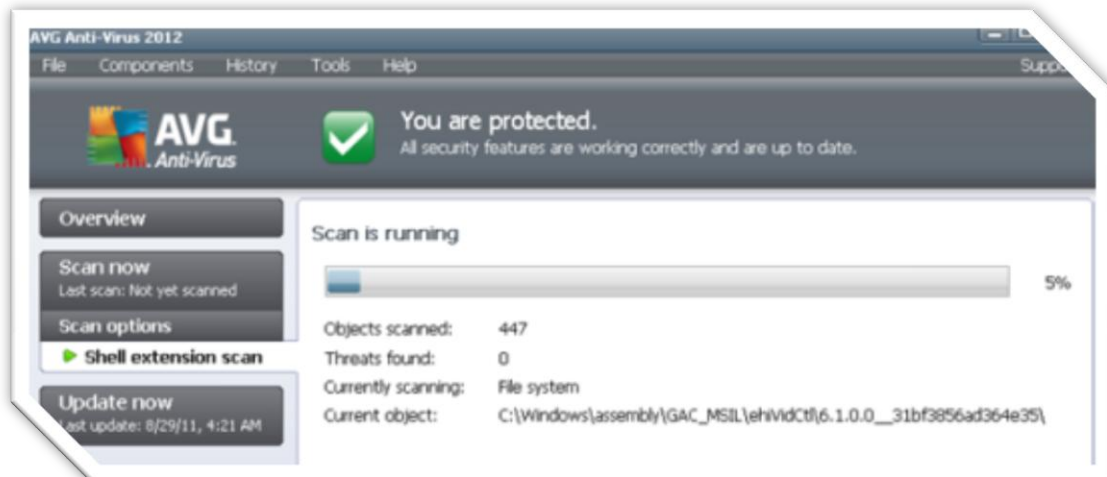 AVG Anti-Virus 2012
File Components History Tools Help
AVG.
Anti-Virus
You are protected.
All security features are working correctly and are up to date.
Overview
Scan now
Last scan: Not yet scanned
Scan options
Shell extension scan
Update now
Last update: 8/29/11, 4:21 AM
Scan is running
5%
Objects scanned: 447
Threats found: 0
Currently scanning: File system
Current object: C:\Windows\assembly\GAC_MSIL\ehiVidCtl\6.1.0.0__31bf3856ad364e35\